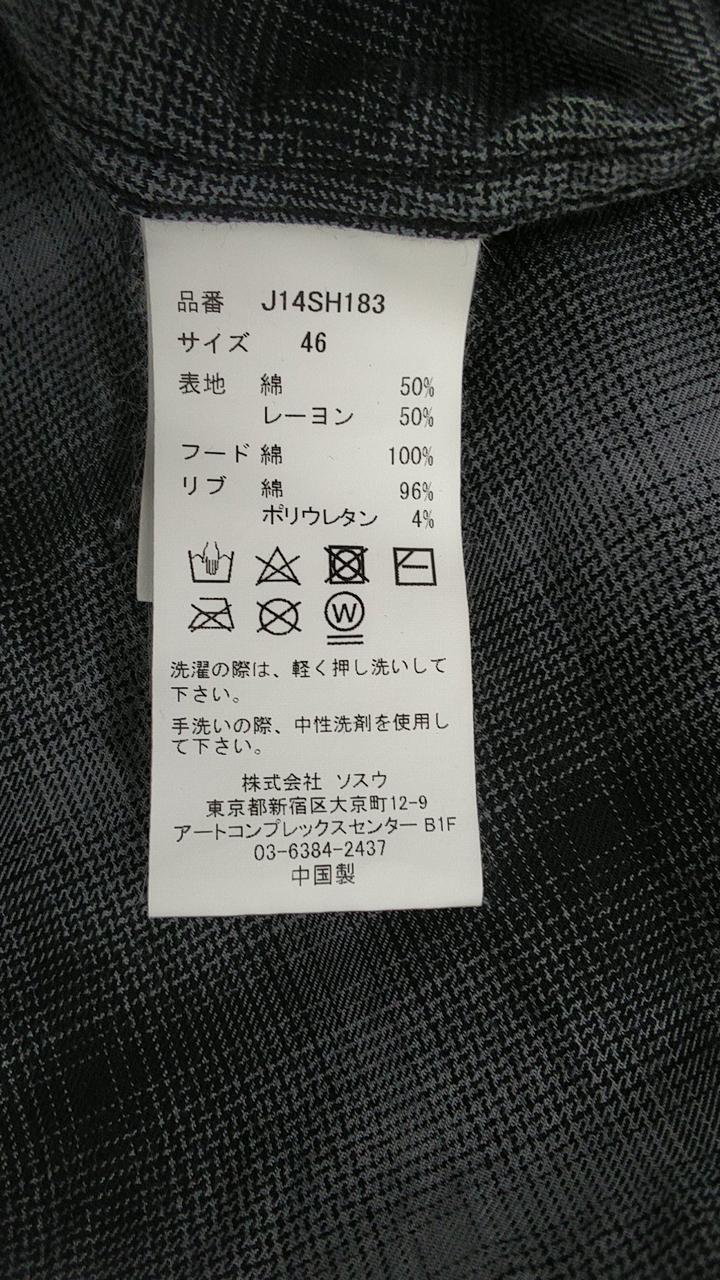 品番 J14SH183
サイズ 46
表地 綿 50%
レーヨン 50%
フード 綿 100%
リブ 綿 96%
ポリウレタン 4%
W
洗濯の際は、軽く押し洗いして
下さい。
手洗いの際、中性洗剤を使用し
て下さい。
株式会社 ソスウ
東京都新宿区大京町12-9
アートコンプレックスセンター B1F
03-6384-2437
中国製